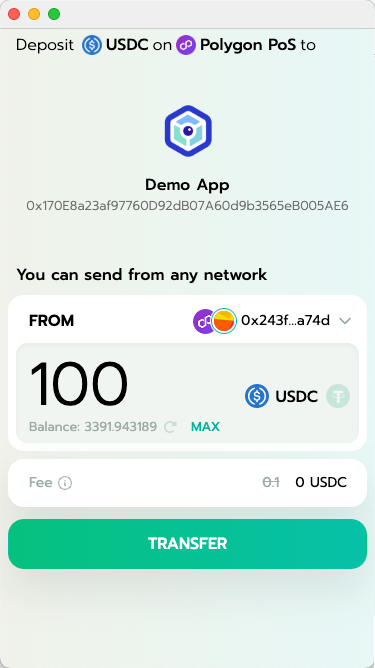 Deposit USDC on Polygon PoS to
Demo App
0x170E8a23af97760D92dB07A60d9b3565eB005AE6
You can send from any network
FROM 0x243f...a74d
100 USDC
Balance: 3391.943189 MAX
Fee 0.1 0 USDC
TRANSFER